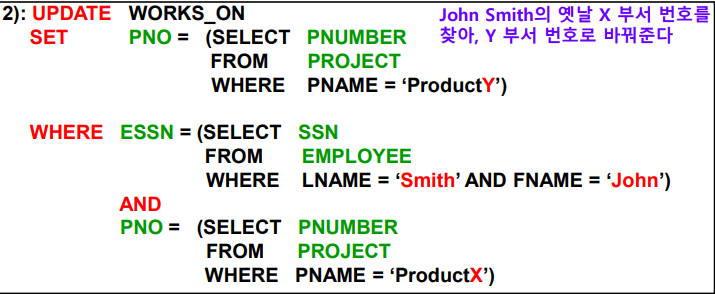 2): UPDATE WORKS_ON
John Smith의 옛날 X 부서 번호를
찾아, Y 부서 번호로 바꿔준다
SET PNO = (SELECT PNUMBER
FROM PROJECT
WHERE PNAME = ‘ProductY’)
WHERE ESSN = (SELECT SSN
FROM EMPLOYEE
WHERE LNAME = ‘Smith’ AND FNAME = ‘John’)
AND
PNO = (SELECT PNUMBER
FROM PROJECT
WHERE PNAME = ‘ProductX’)